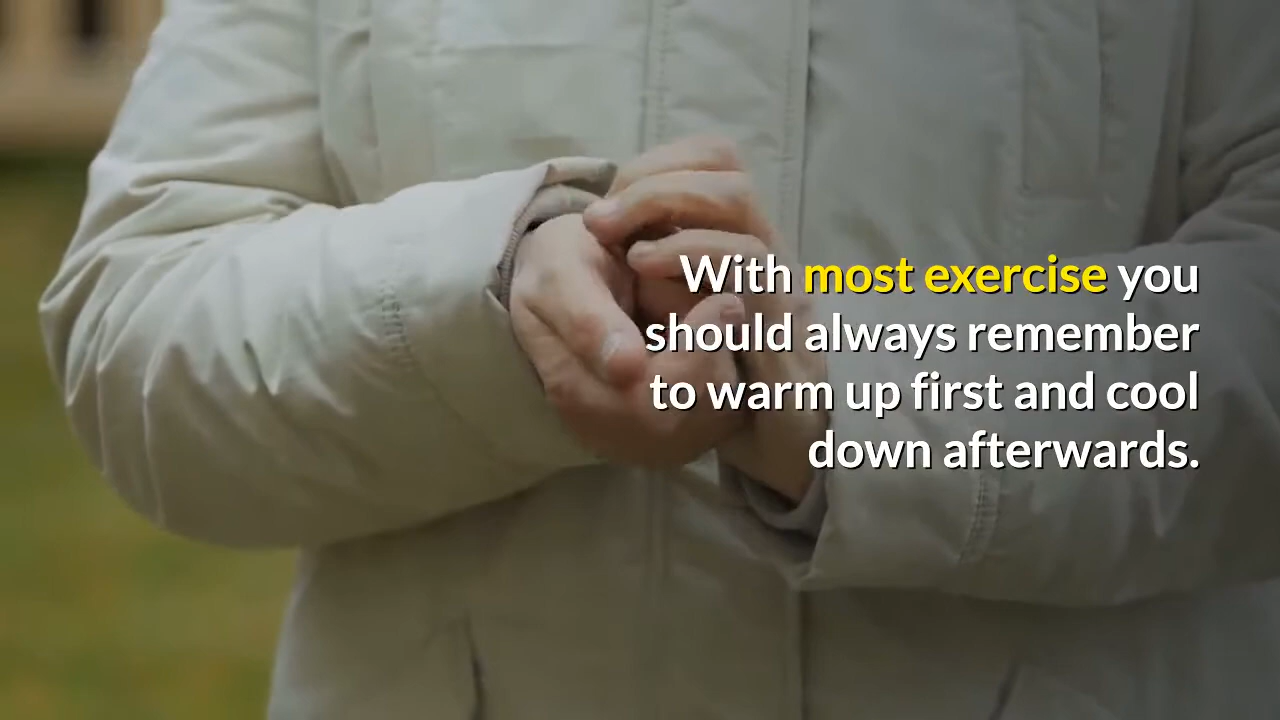 With most exercise you
should always remember
to warm up first and cool
down afterwards.